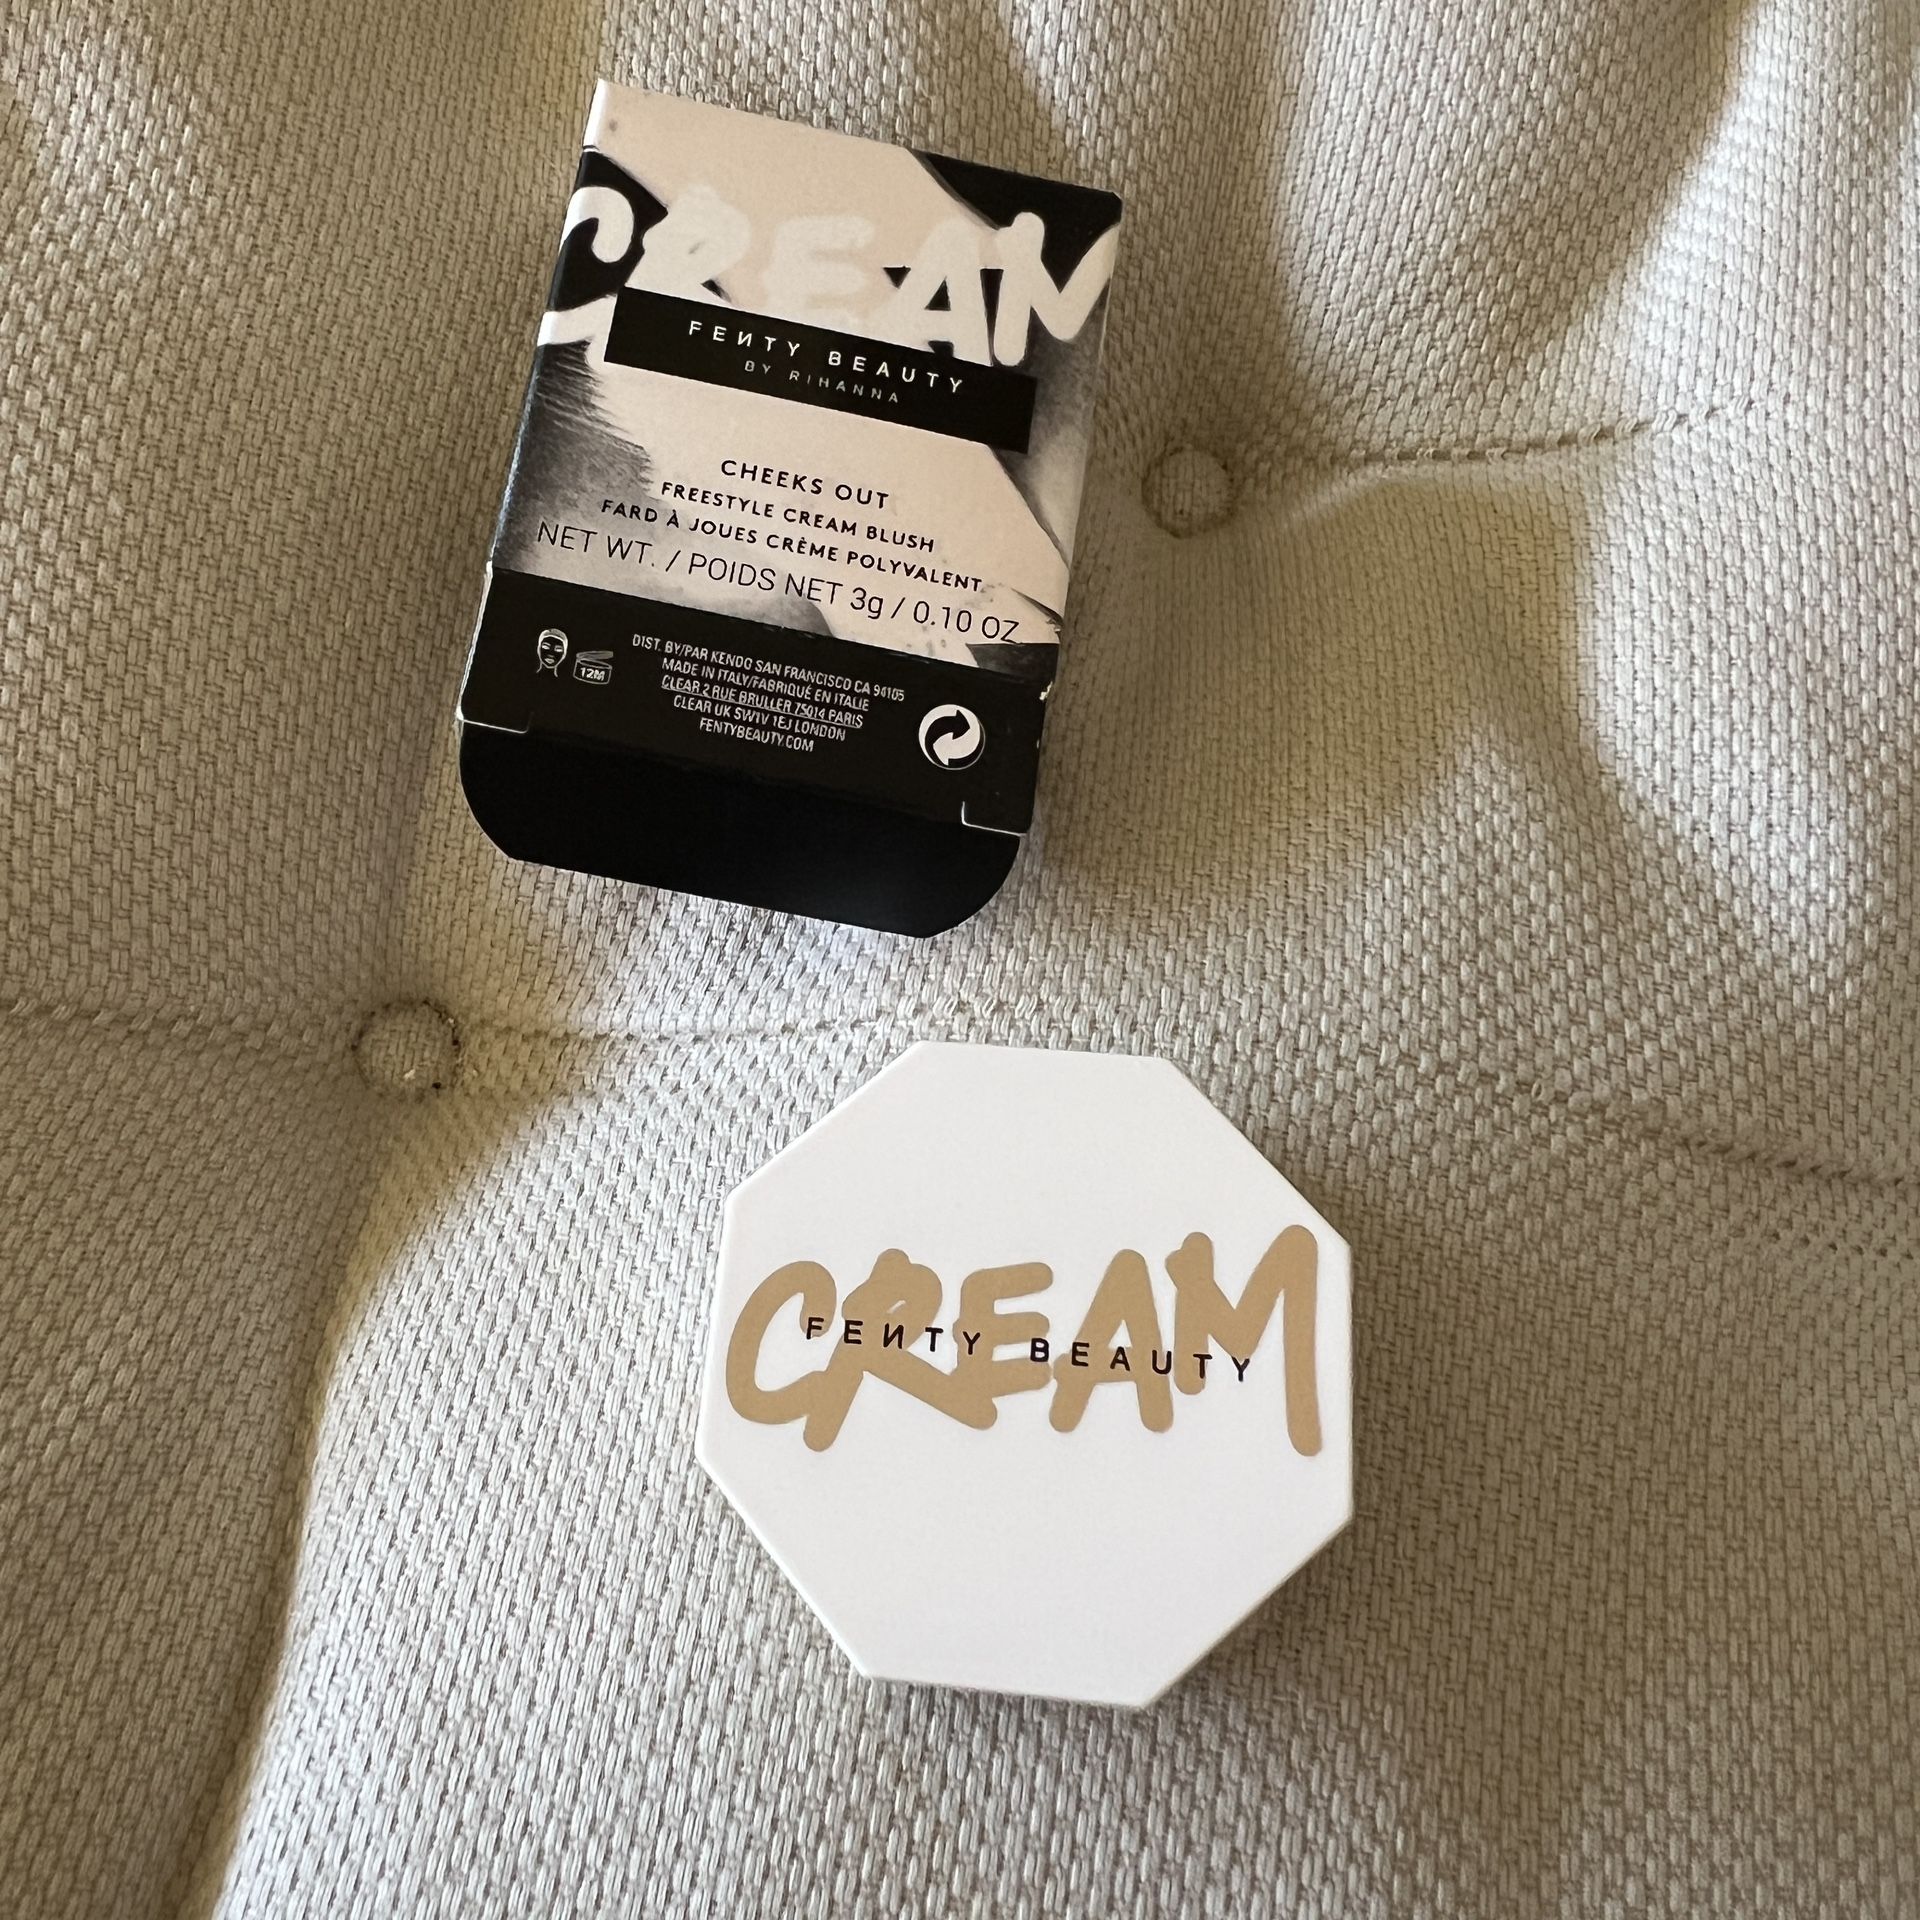 CREAM
FEИTY BEAUTY
BY RIHANNA
CHEEKS OUT
FREESTYLE CREAM BLUSH
FARD À JOUES CRÈME POLYVALENT
NET WT. / POIDS NET 3g / 0.10 OZ
12M
DIST. BY/PAR KENDO SAN FRANCISCO CA 94105
MADE IN ITALY/FABRIQUÉ EN ITALIE
CLEAR 2 RUE BRULLER 75014 PARIS
CLEAR UK SW1V 1EJ LONDON
FENTYBEAUTY.COM
CREAM
FEИTY BEAUTY